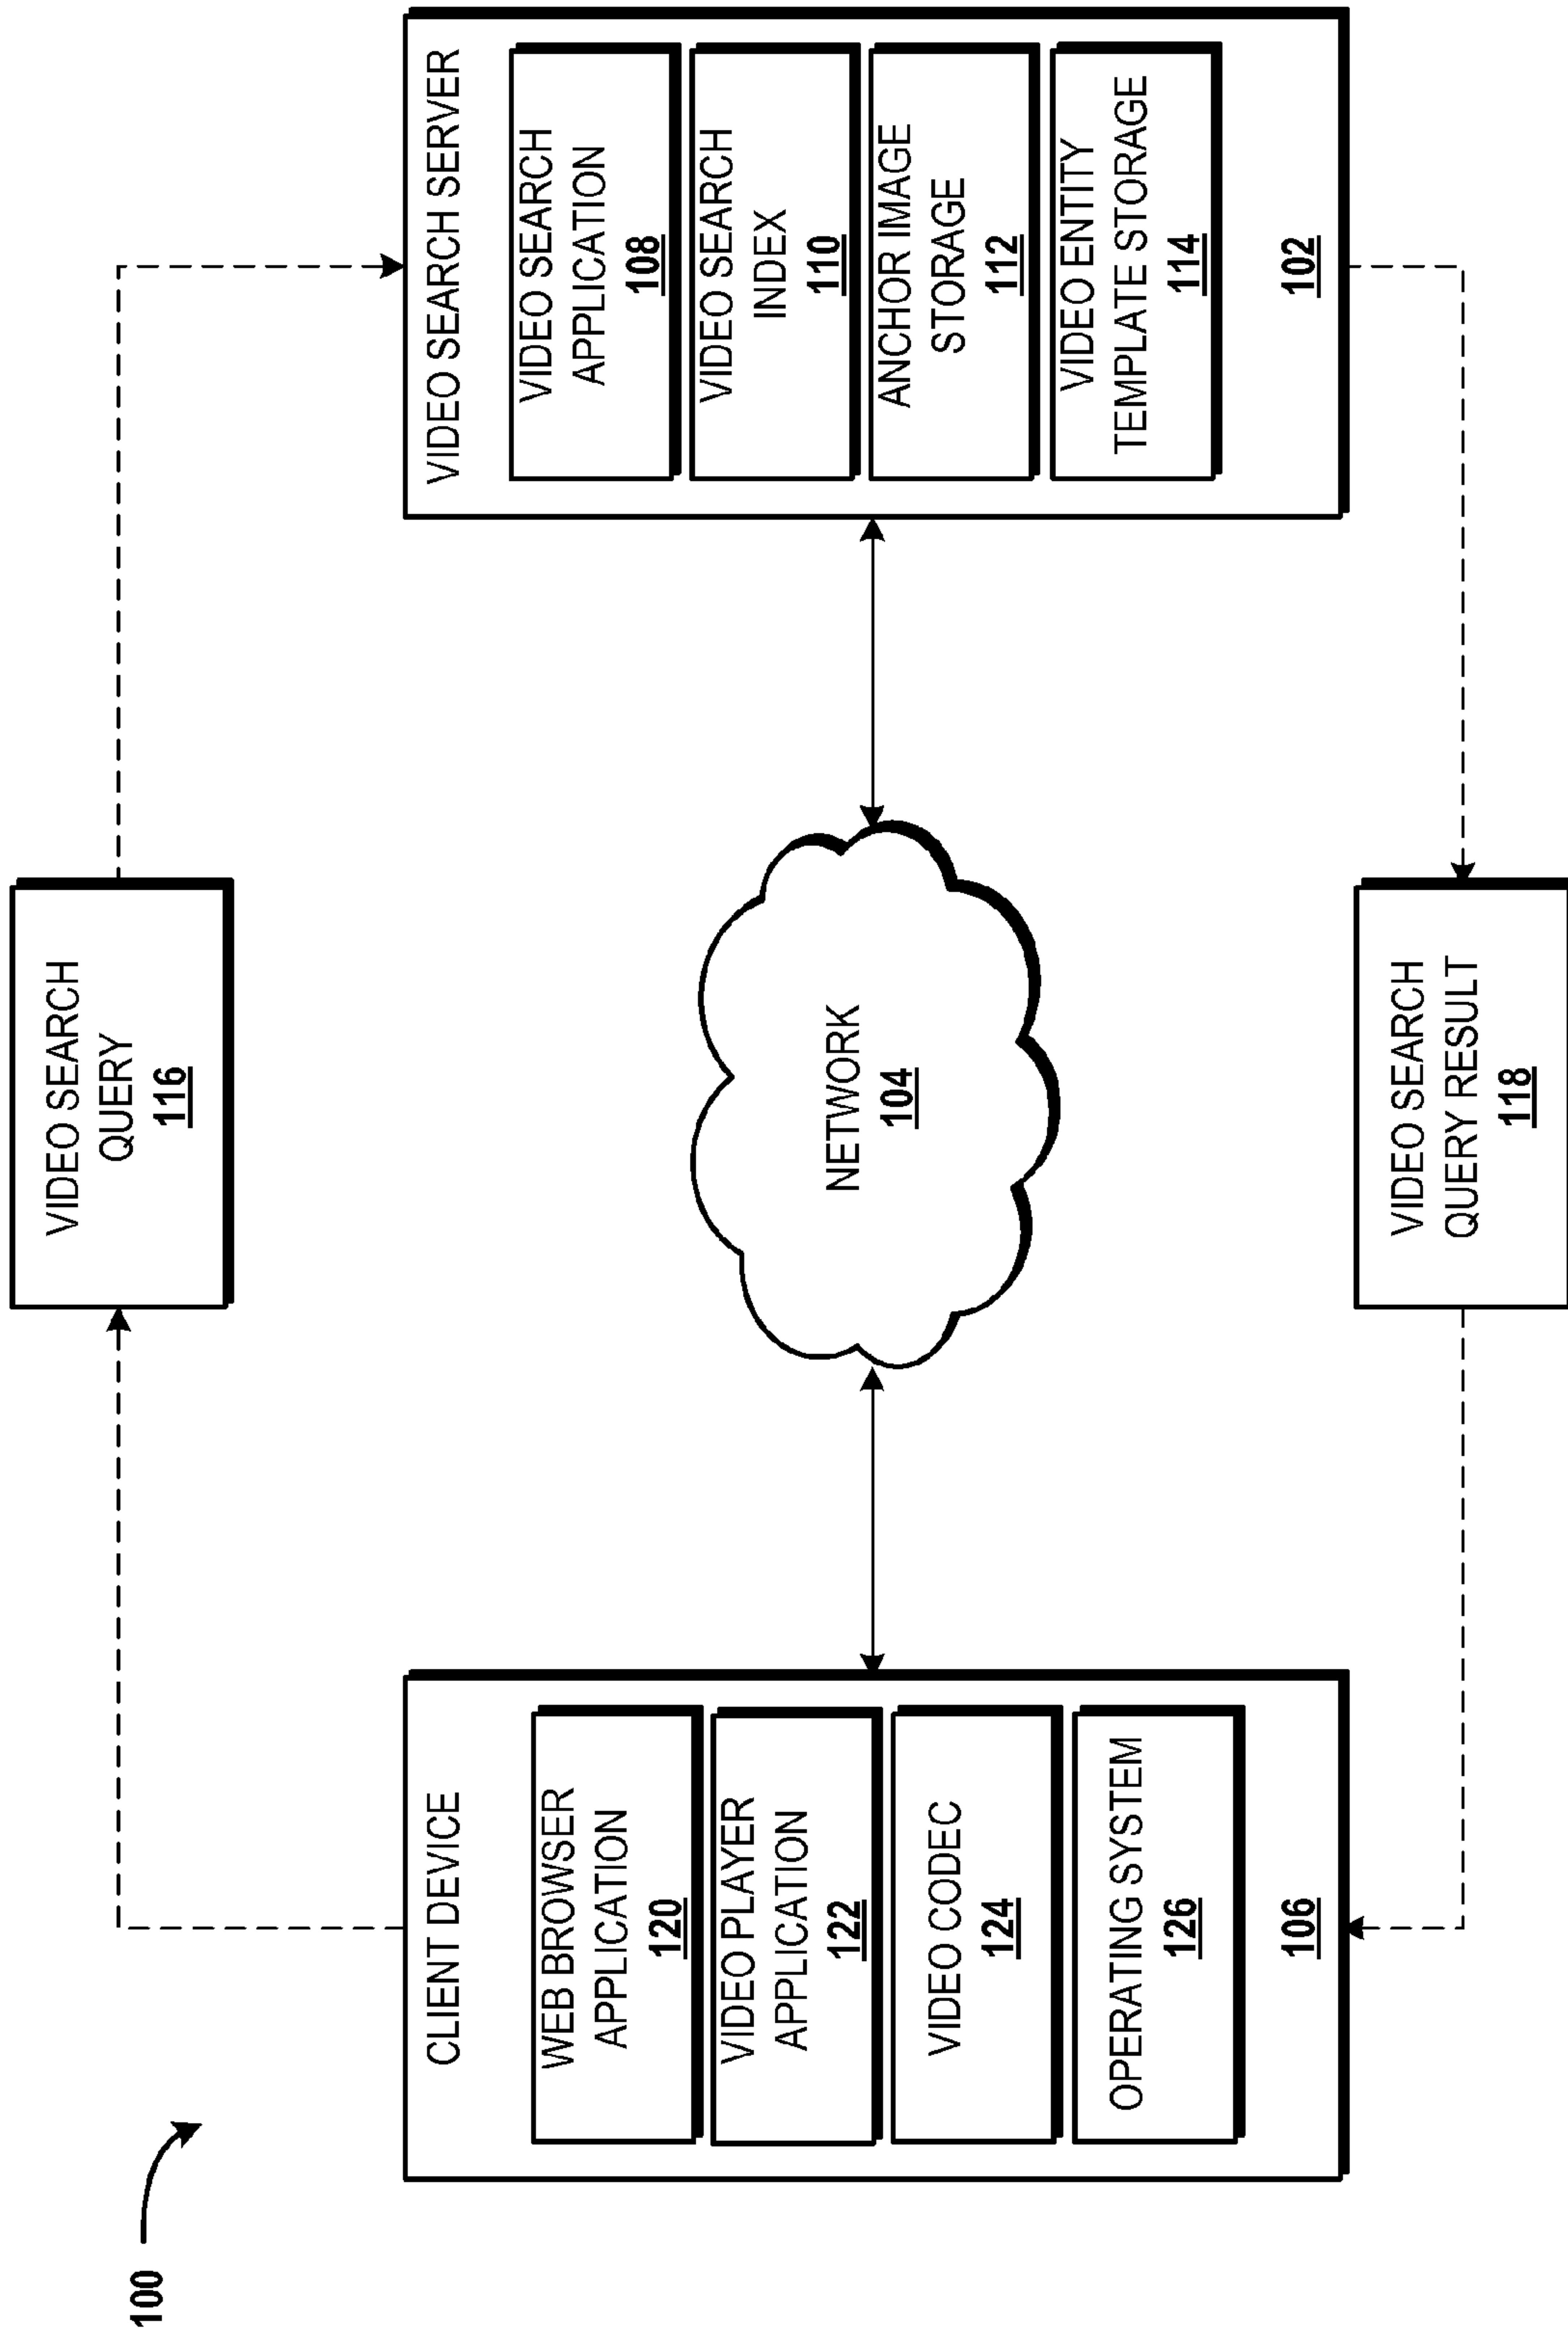 100
VIDEO SEARCH
QUERY
116
CLIENT DEVICE
WEB BROWSER
APPLICATION
120
VIDEO PLAYER
APPLICATION
122
VIDEO CODEC
124
OPERATING SYSTEM
126
106
NETWORK
104
VIDEO SEARCH SERVER
VIDEO SEARCH
APPLICATION
108
VIDEO SEARCH
INDEX
110
ANCHOR IMAGE
STORAGE
112
VIDEO ENTITY
TEMPLATE STORAGE
114
102
VIDEO SEARCH
QUERY RESULT
118